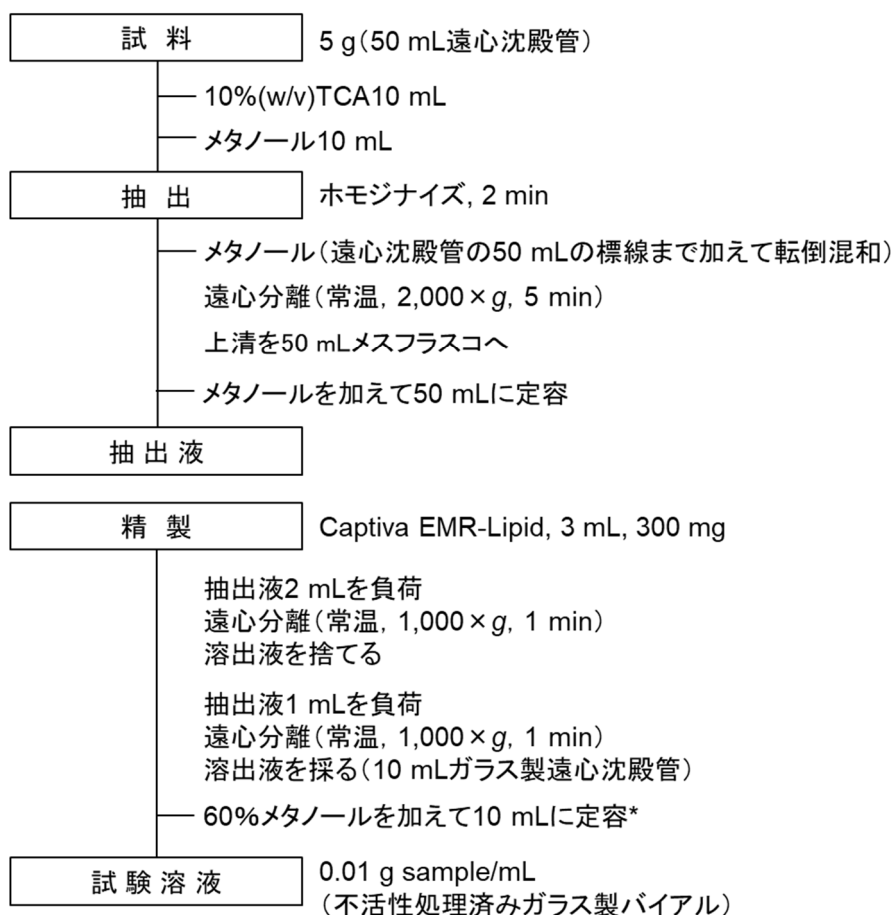 試 料 5 g（50 mL遠心沈殿管）
10%(w/v)TCA10 mL
メタノール10 mL
抽 出 ホモジナイズ, 2 min
メタノール（遠心沈殿管の50 mLの標線まで加えて転倒混和）
遠心分離（常温，2,000×g，5 min）
上清を50 mLメスフラスコへ
メタノールを加えて50 mLに定容
抽 出 液
精 製 Captiva EMR-Lipid, 3 mL, 300 mg
抽出液2 mLを負荷
遠心分離（常温，1,000×g，1 min）
溶出液を捨てる
抽出液1 mLを負荷
遠心分離（常温，1,000×g，1 min）
溶出液を採る（10 mLガラス製遠心沈殿管）
60%メタノールを加えて10 mLに定容*
試 験 溶 液 0.01 g sample/mL
（不活性処理済みガラス製バイアル）